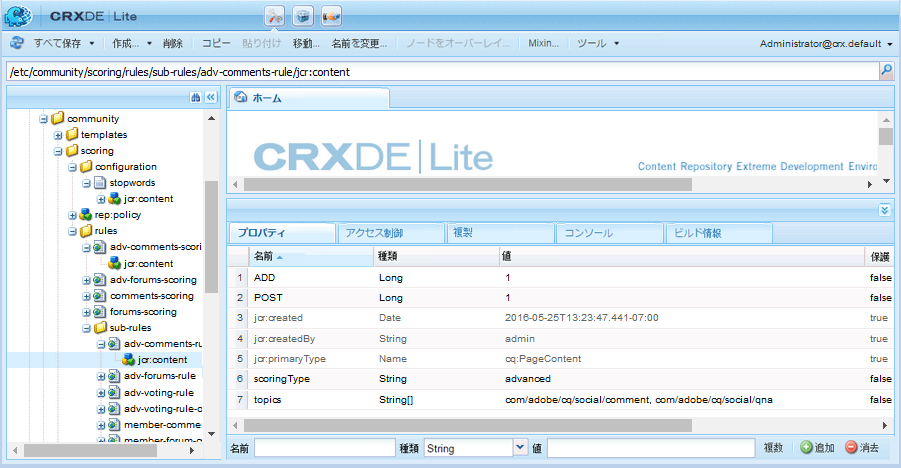 CRXDE | Lite
すべて保存 作成... 削除 コピー 貼り付け 移動... 名前を変更... ノードをオーバーレイ... Mixin... ツール Administrator@crx.default
/etc/community/scoring/rules/sub-rules/adv-comments-rule/jcr:content
community
templates
scoring
configuration
stopwords
jcr:content
rep:policy
rules
adv-comments-scori
jcr:content
adv-forums-scoring
comments-scoring
forums-scoring
sub-rules
adv-comments-ru
jcr:content
adv-forums-rule
adv-voting-rule
adv-voting-rule-o
member-comme
member-forum-c
ホーム
CRXDE | Lite
Content Repository Extreme Development Enviro
プロパティ アクセス制御 複製 コンソール ビルド情報
名前 種類 値 保護
1 ADD Long 1 false
2 POST Long 1 false
3 jcr:created Date 2016-05-25T13:23:47.441-07:00 true
4 jcr:createdBy String admin true
5 jcr:primaryType Name cq:PageContent true
6 scoringType String advanced false
7 topics String[] com/adobe/cq/social/comment, com/adobe/cq/social/qna false
名前 種類 String 値 複数 追加 消去